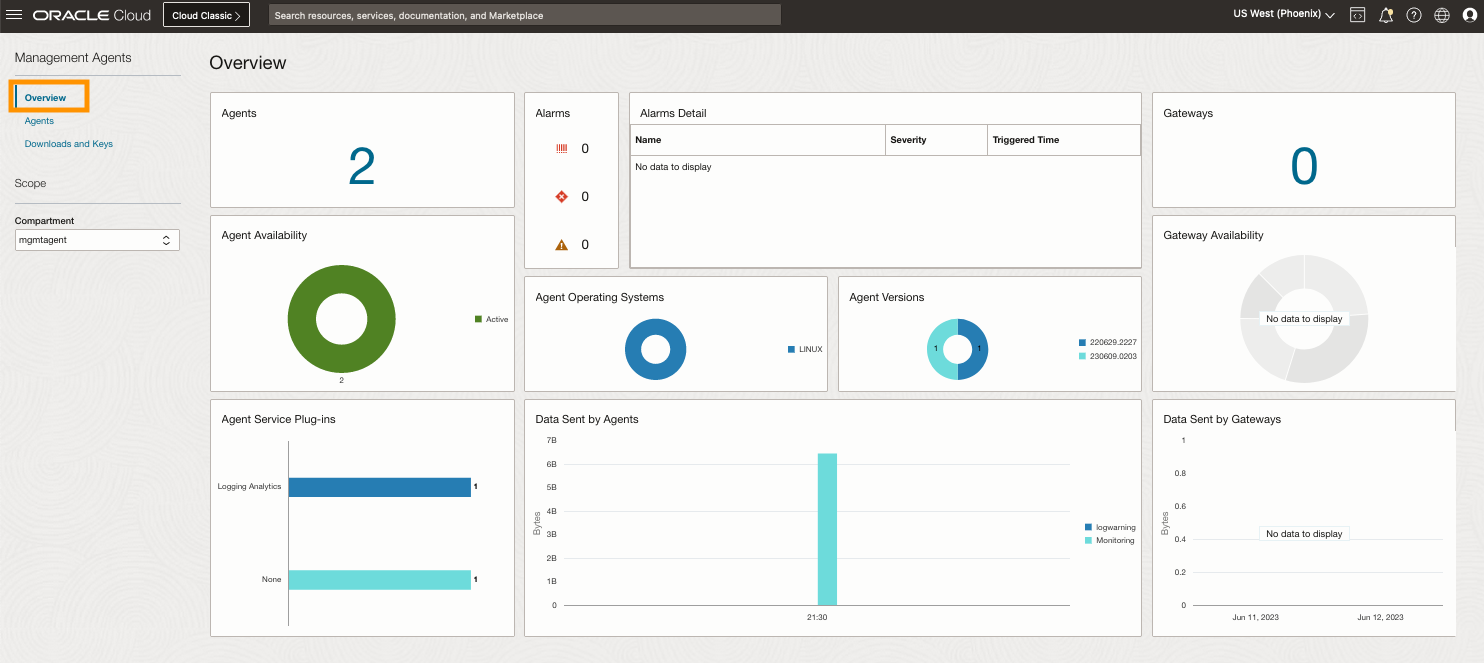 ORACLE Cloud
Cloud Classic >
Search resources, services, documentation, and Marketplace
US West (Phoenix)
Management Agents
Overview
Agents
Downloads and Keys
Scope
Compartment
mgmtagent
Overview
Agents
2
Alarms
0
0
0
Alarms Detail
Name Severity Triggered Time
No data to display
Gateways
0
Agent Availability
Active
2
Agent Operating Systems
LINUX
Agent Versions
1 1
220629.2227
230609.0203
Gateway Availability
No data to display
Agent Service Plug-ins
Logging Analytics 1
None 1
Data Sent by Agents
Bytes
7B
6B
5B
4B
3B
2B
1B
0
21:30
logwarning
Monitoring
Data Sent by Gateways
Bytes
1
0.8
0.6
0.4
0.2
0
No data to display
Jun 11, 2023 Jun 12, 2023